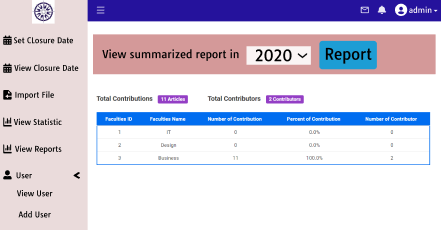 admin
Set CLosure Date
View Closure Date
Import File
View Statistic
View Reports
User
View User
Add User
View summarized report in 2020 Report
Total Contributions 11 Articles Total Contributors 2 Contributors
Faculties ID Faculties Name Number of Contribution Percent of Contribution Number of Contributor
1 IT 0 0.0% 0
2 Design 0 0.0% 0
3 Business 11 100.0% 2